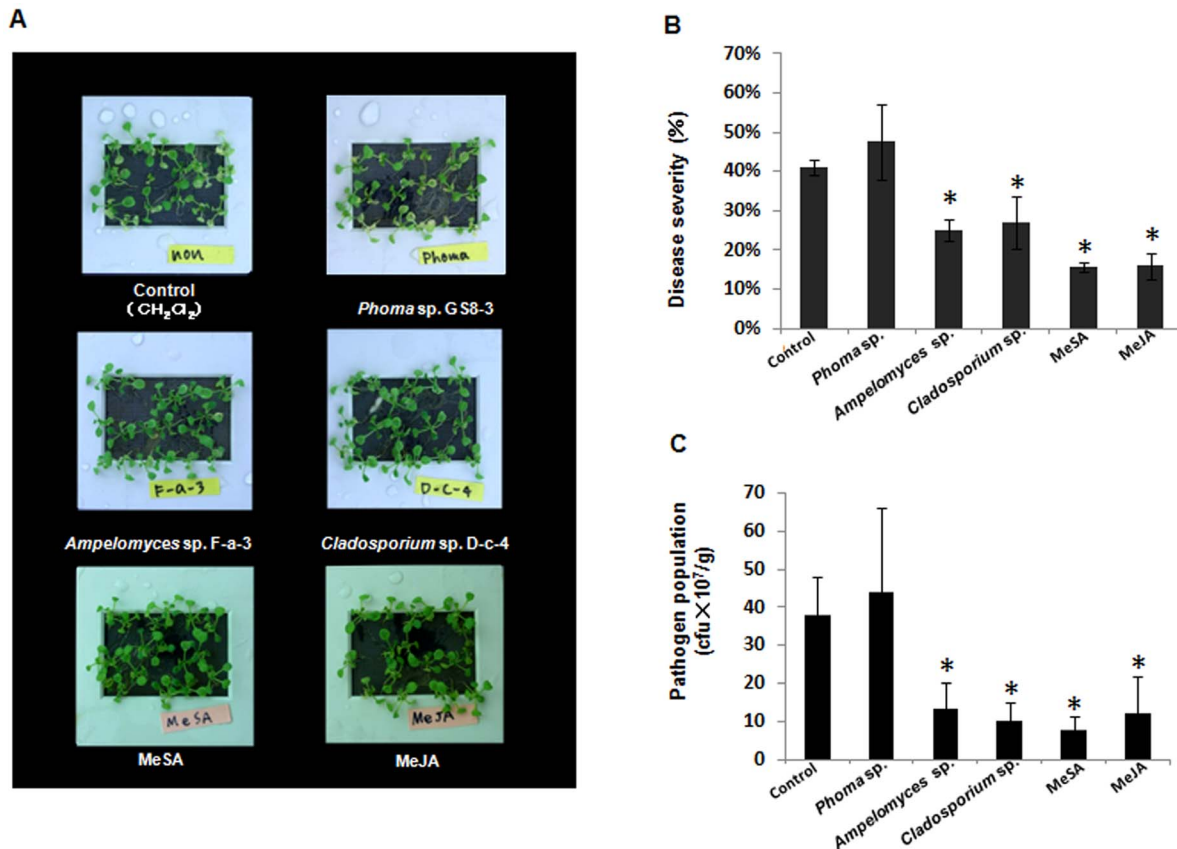 A
non
Phoma
Control
(CH₂Cl₂)
Phoma sp. GS8-3
F-a-3
D-C-4
Ampelomyces sp. F-a-3
Cladosporium sp. D-c-4
MeSA
MeJA
MeSA
MeJA
B
70%
60%
50%
40%
30%
20%
10%
0%
Disease severity (%)
*
*
*
*
Control
Phoma sp.
Ampelomyces sp.
Cladosporium sp.
MeSA
MeJA
C
70
60
50
40
30
20
10
0
Pathogen population
(cfu×10⁷/g)
*
*
*
*
Control
Phoma sp.
Ampelomyces sp.
Cladosporium sp.
MeSA
MeJA